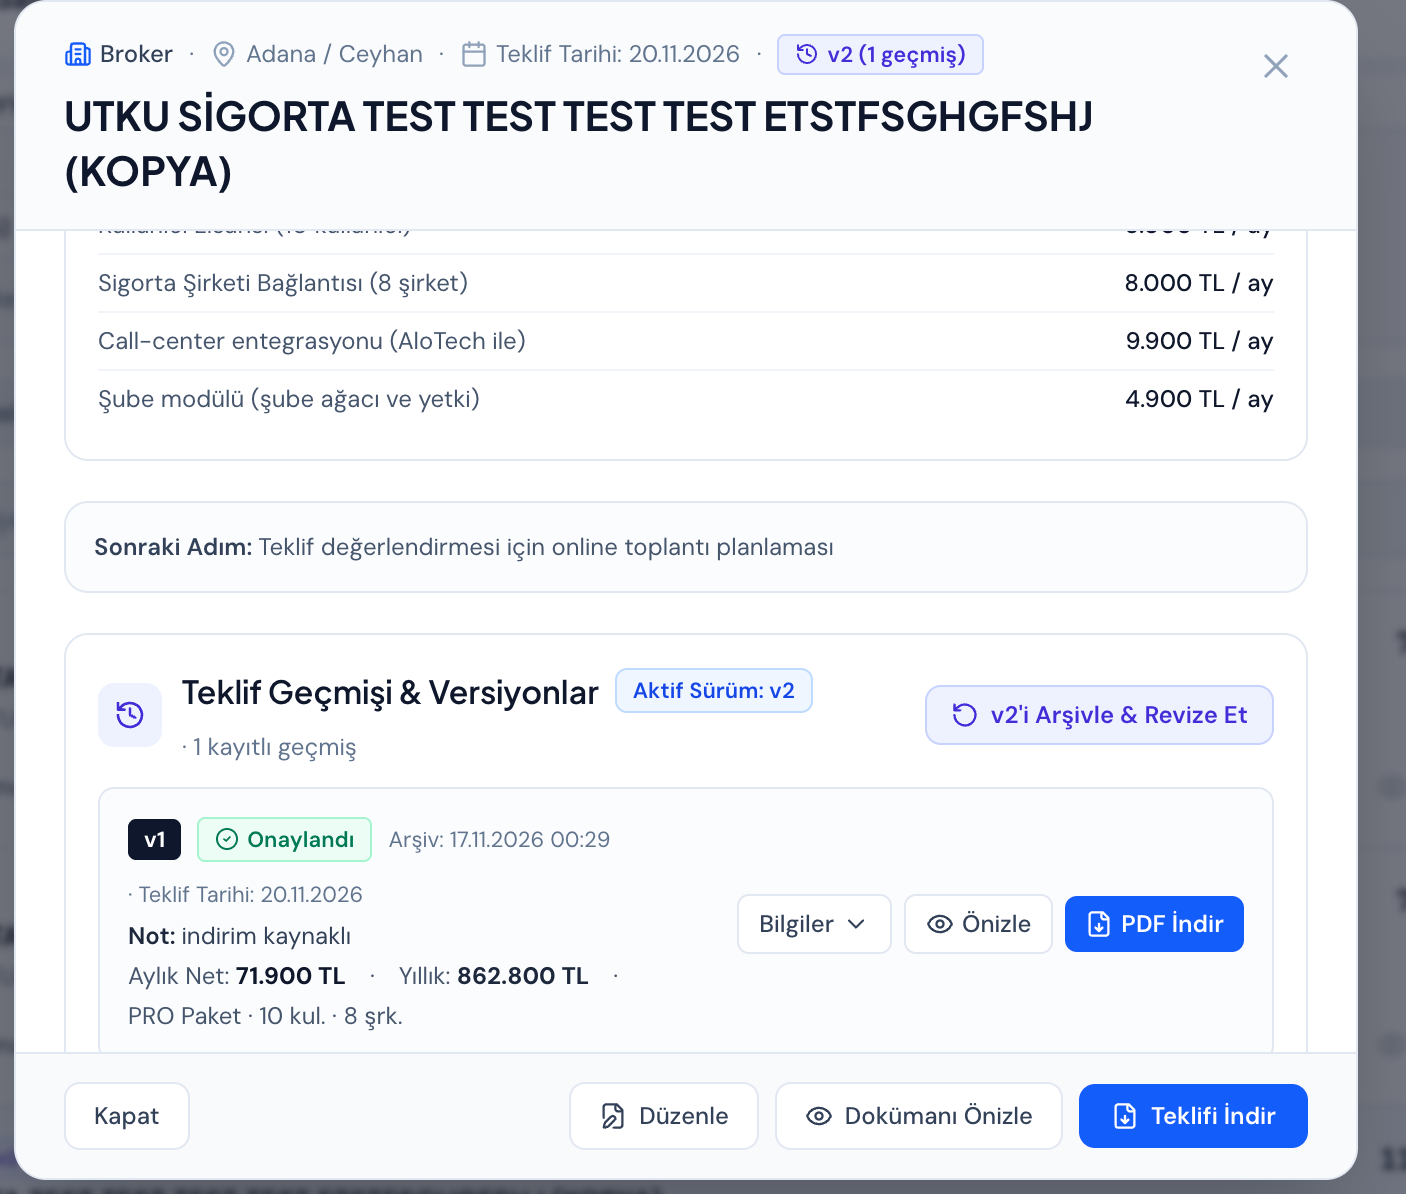 Broker · Adana / Ceyhan · Teklif Tarihi: 20.11.2026 · v2 (1 geçmiş)
UTKU SİGORTA TEST TEST TEST TEST ETSTFSGHGFSHJ
(KOPYA)
Sigorta Şirketi Bağlantısı (8 şirket) 8.000 TL / ay
Call-center entegrasyonu (AloTech ile) 9.900 TL / ay
Şube modülü (şube ağacı ve yetki) 4.900 TL / ay
Sonraki Adım: Teklif değerlendirmesi için online toplantı planlaması
Teklif Geçmişi & Versiyonlar Aktif Sürüm: v2
· 1 kayıtlı geçmiş
v2'i Arşivle & Revize Et
v1 Onaylandı Arşiv: 17.11.2026 00:29
· Teklif Tarihi: 20.11.2026
Not: indirim kaynaklı
Aylık Net: 71.900 TL · Yıllık: 862.800 TL ·
PRO Paket · 10 kul. · 8 şrk.
Bilgiler Önizle PDF İndir
Kapat Düzenle Dokümanı Önizle Teklifi İndir